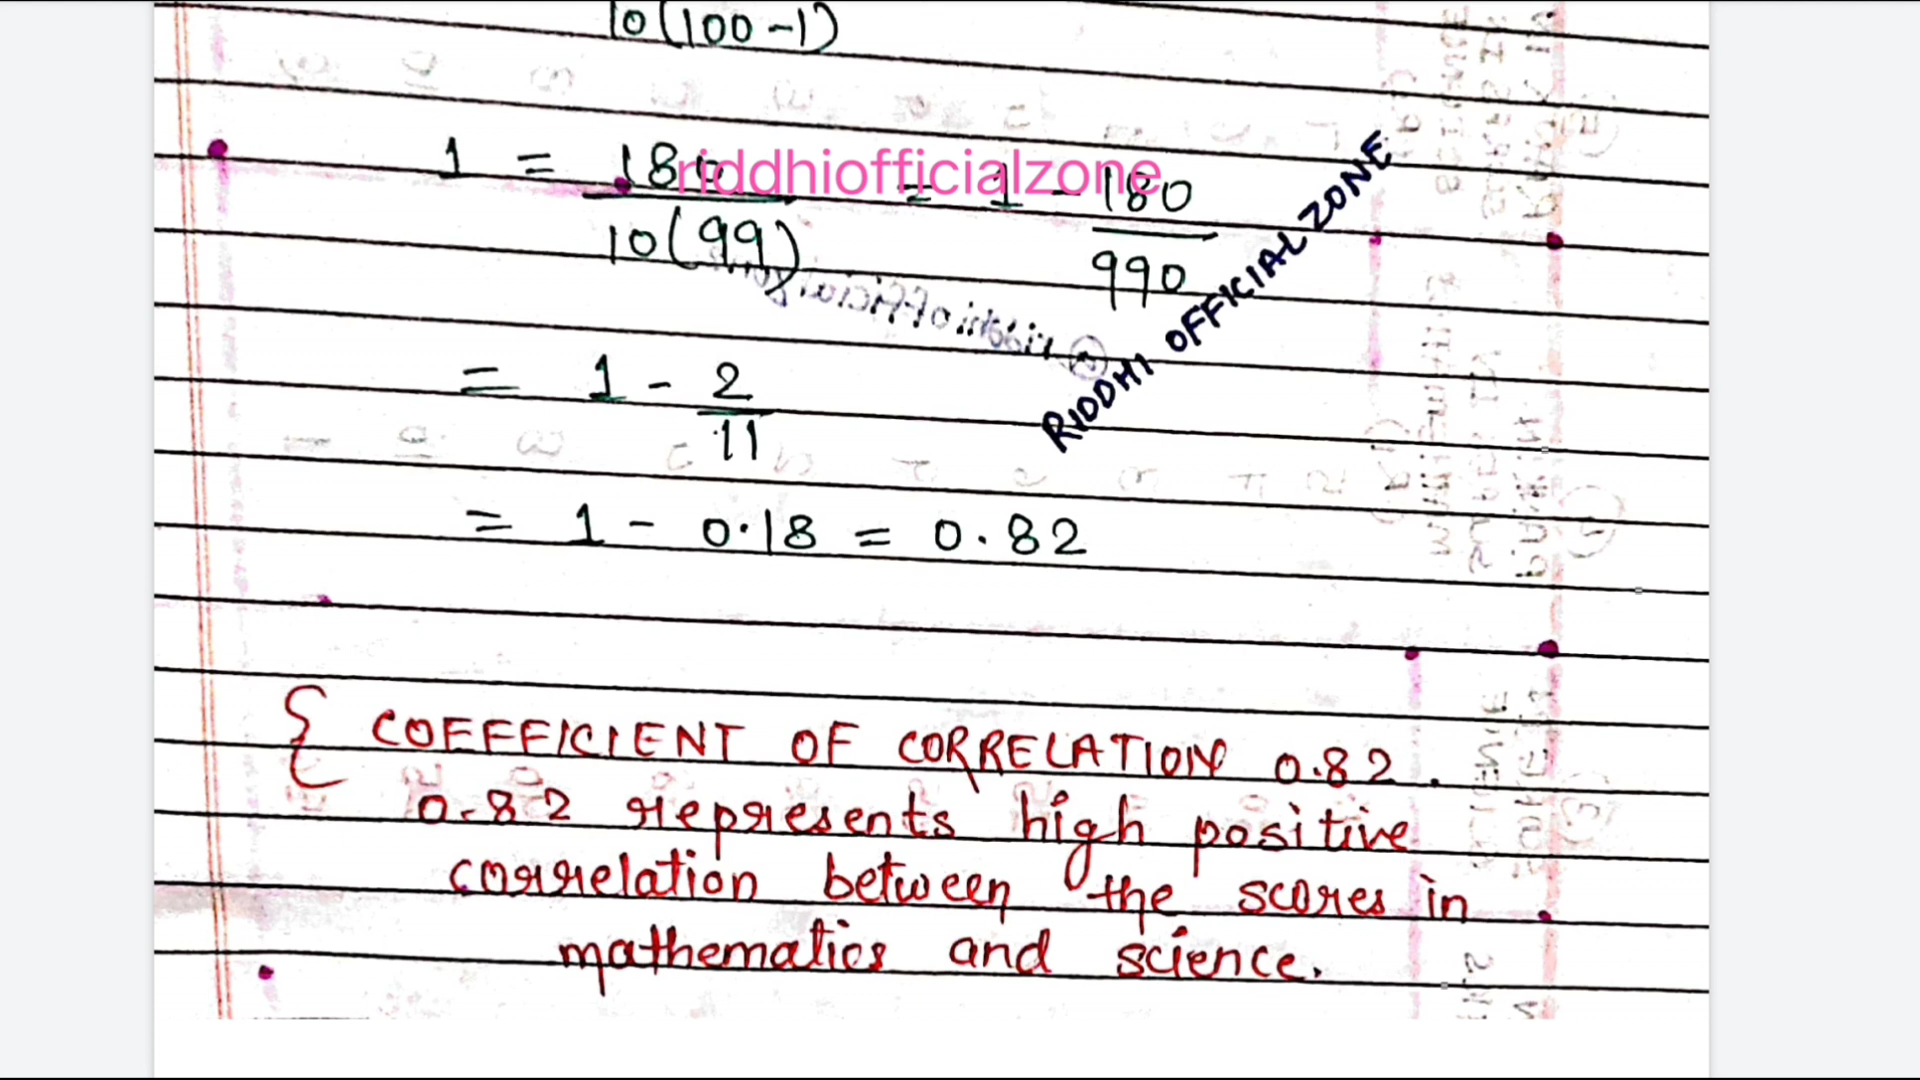 10(100-1)
1 = 180 = 1 - 180
riddhiofficialzone
10(99) 990
@riddhiofficialzone
RIDDHI OFFICIAL ZONE
= 1 - 2
11
= 1 - 0.18 = 0.82
COEFFICIENT OF CORRELATION 0.82.
0.82 represents high positive
correlation between the scores in
mathematics and science.